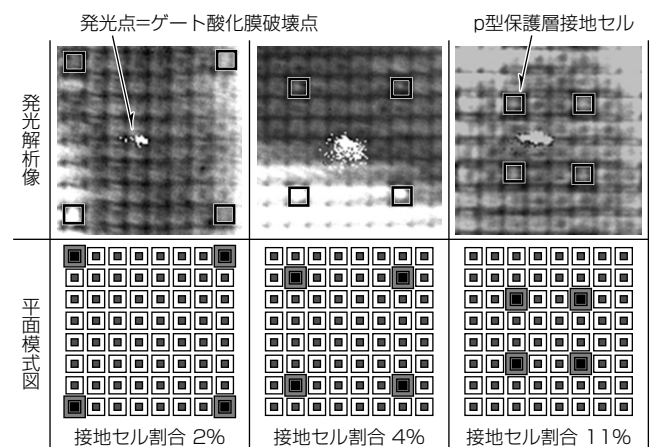 発光点=ゲート酸化膜破壊点
p型保護層接地セル
発光解析像
平面模式図
接地セル割合 2%
接地セル割合 4%
接地セル割合 11%